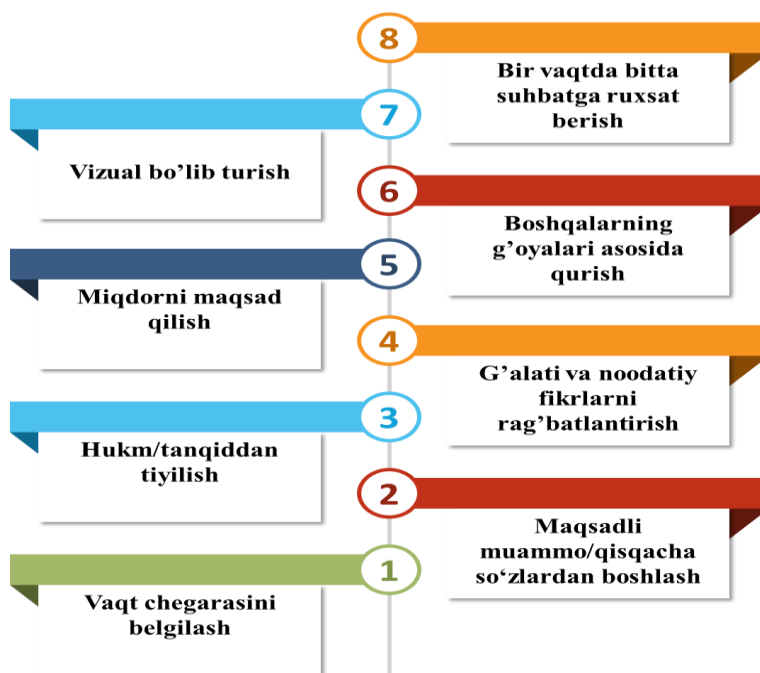 8
Bir vaqtda bitta
suhbatga ruxsat
berish
7
Vizual bo'lib turish
6
Boshqalarning
g'oyalari asosida
qurish
5
Miqdorni maqsad
qilish
4
G'alati va noodatiy
fikrlarni
rag'batlantirish
3
Hukm/tanqiddan
tiyilish
2
Maqsadli
muammo/qisqacha
so‘zlardan boshlash
1
Vaqt chegarasini
belgilash